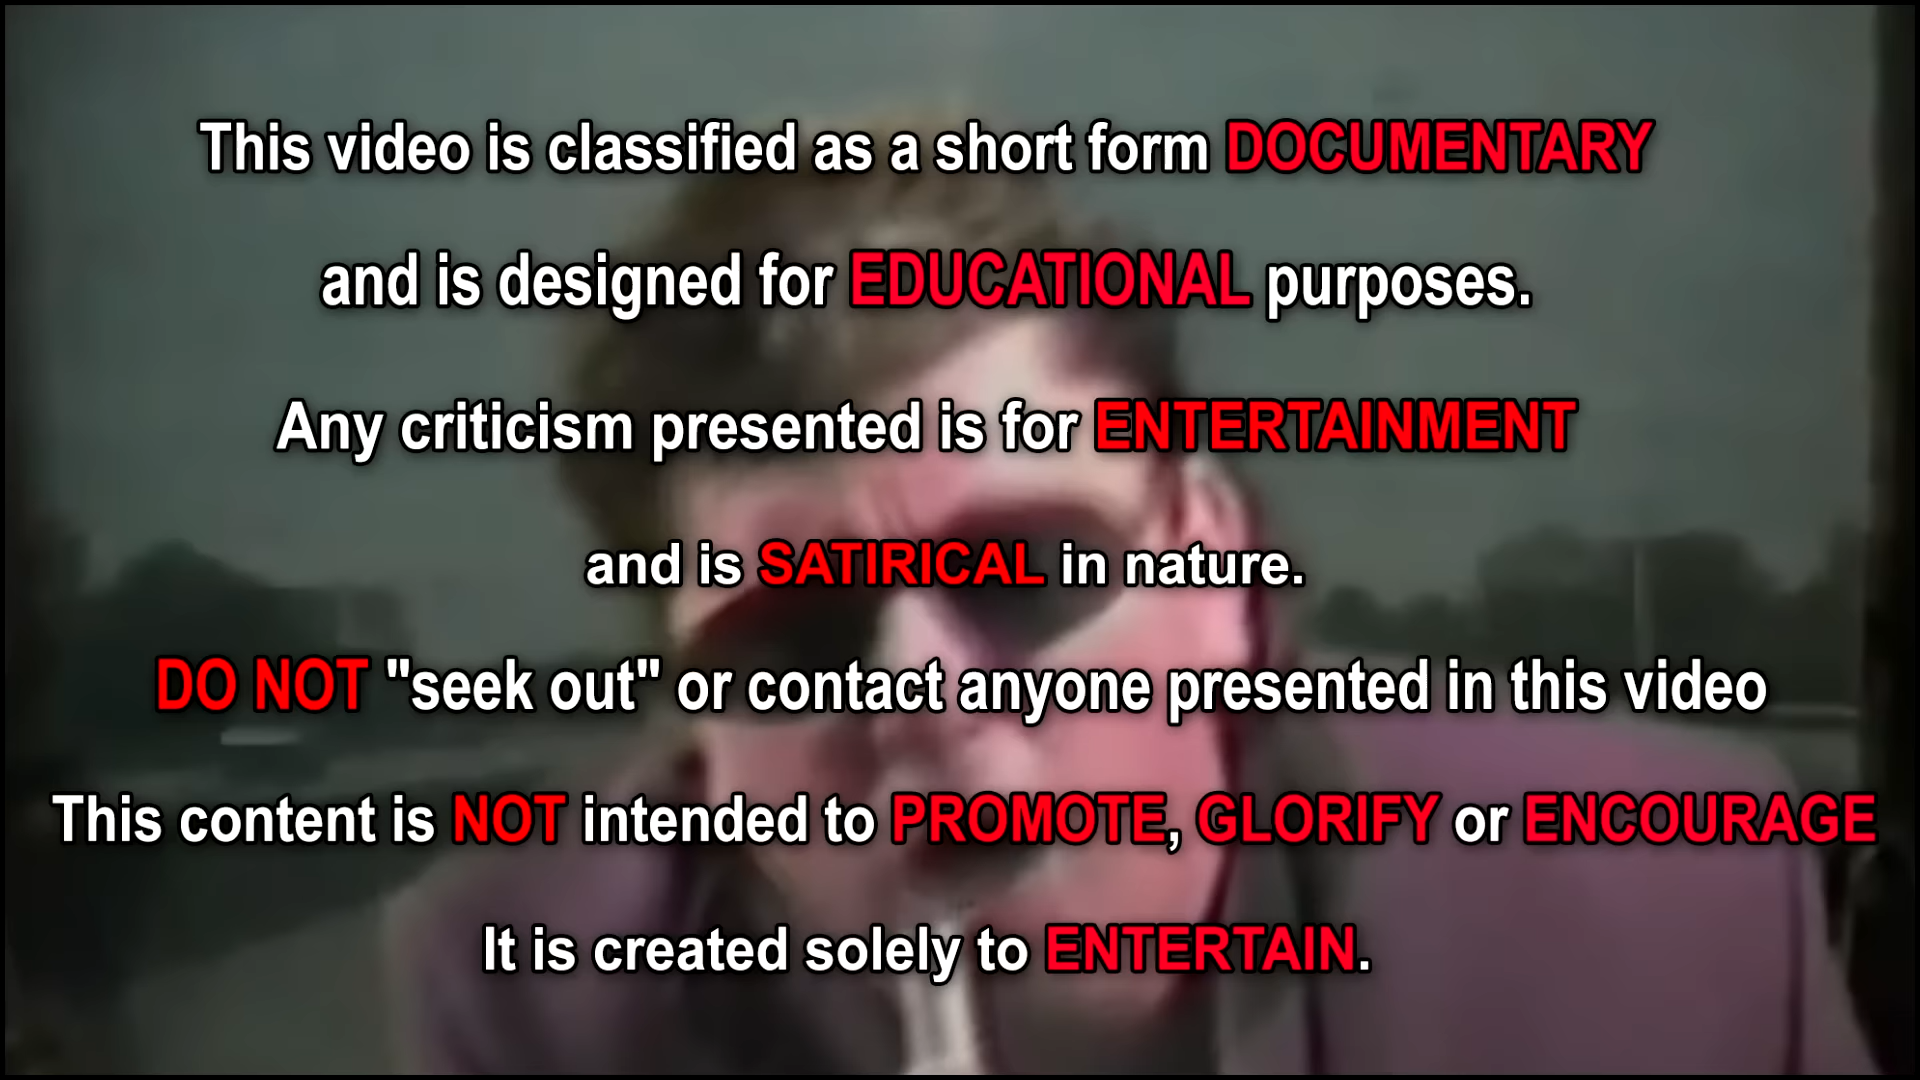 This video is classified as a short form DOCUMENTARY
and is designed for EDUCATIONAL purposes.
Any criticism presented is for ENTERTAINMENT
and is SATIRICAL in nature.
DO NOT "seek out" or contact anyone presented in this video
This content is NOT intended to PROMOTE, GLORIFY or ENCOURAGE
It is created solely to ENTERTAIN.